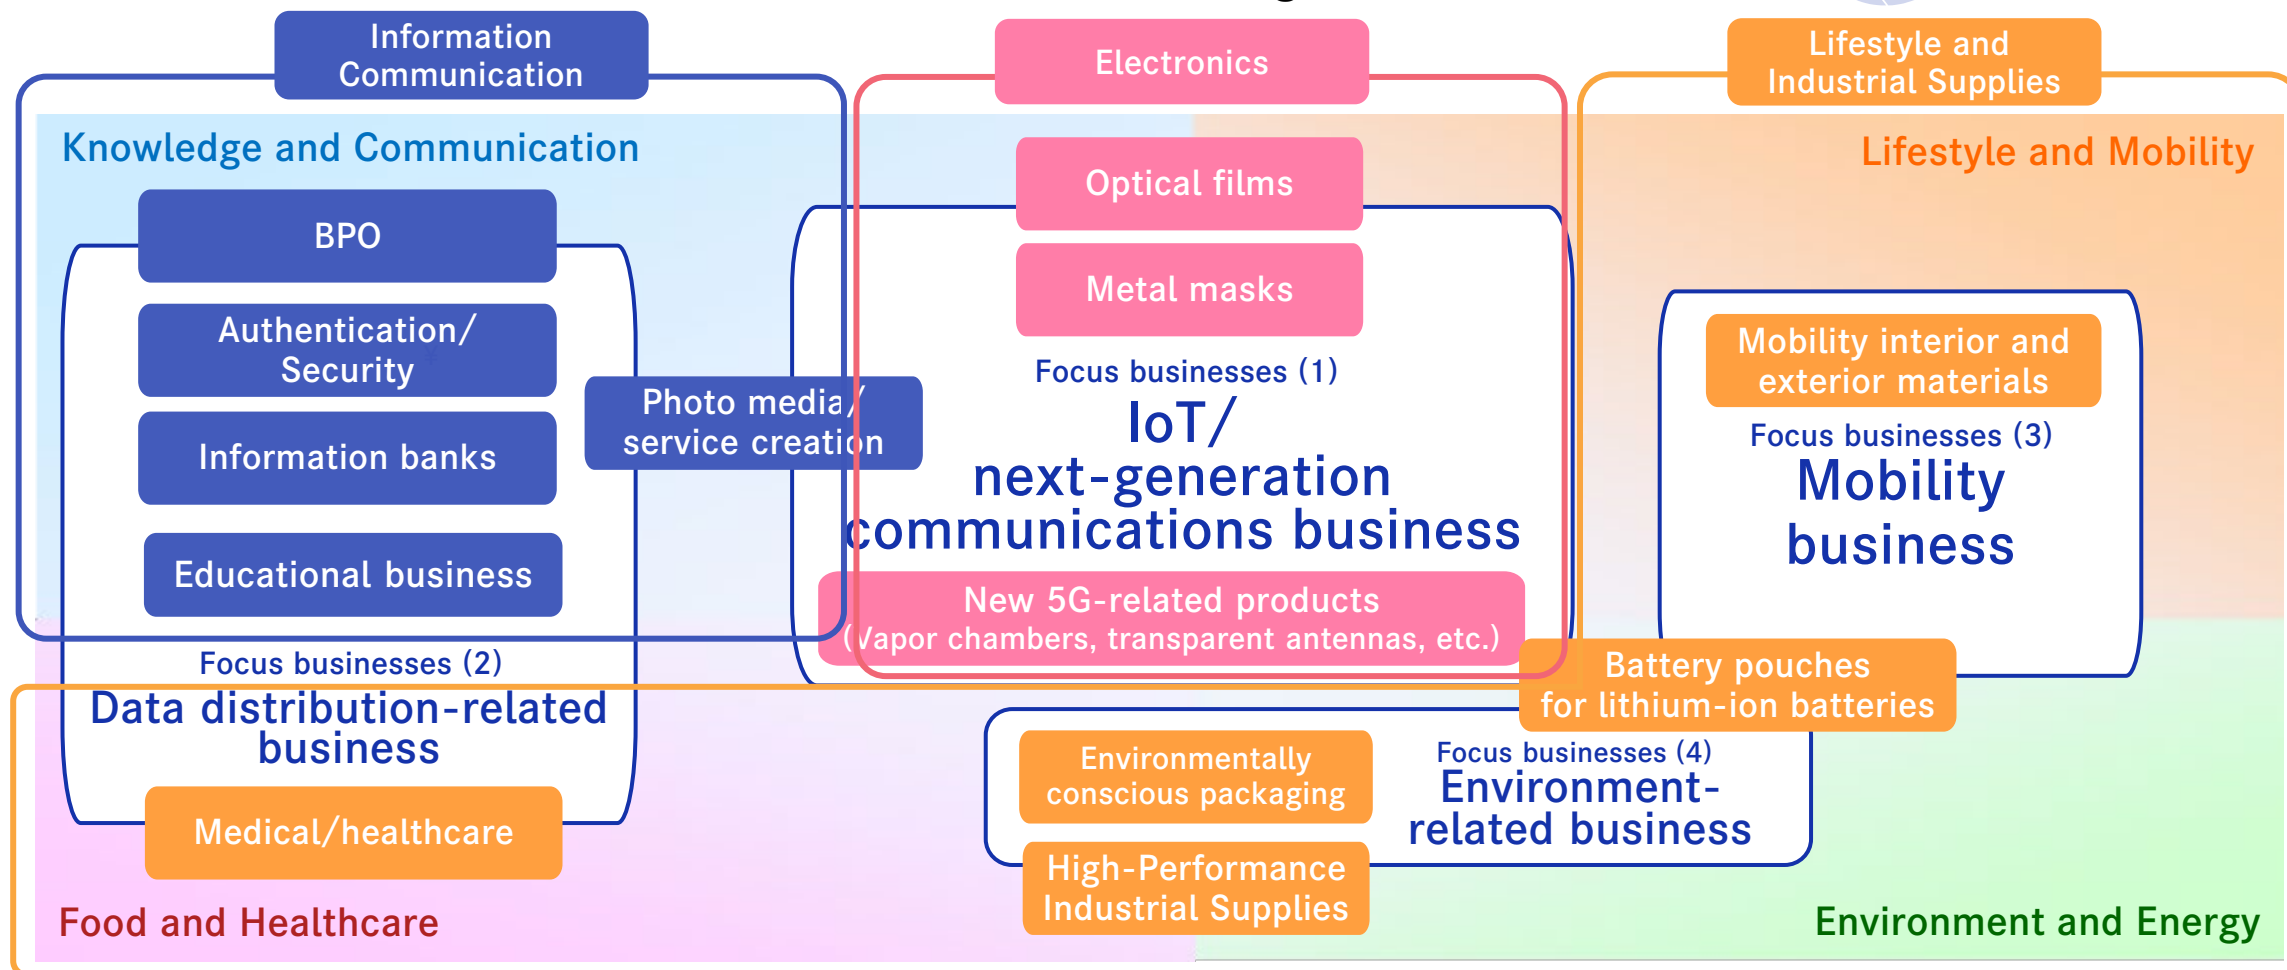 Information
Communication
Electronics
Lifestyle and
Industrial Supplies
Knowledge and Communication
Lifestyle and Mobility
BPO
Authentication/
Security
Information banks
Educational business
Photo media/
service creation
Optical films
Metal masks
Focus businesses (1)
IoT/
next-generation
communications business
New 5G-related products
(Vapor chambers, transparent antennas, etc.)
Mobility interior and
exterior materials
Focus businesses (3)
Mobility
business
Battery pouches
for lithium-ion batteries
Focus businesses (2)
Data distribution-related
business
Medical/healthcare
Environmentally
conscious packaging
Focus businesses (4)
Environment-
related business
High-Performance
Industrial Supplies
Food and Healthcare
Environment and Energy